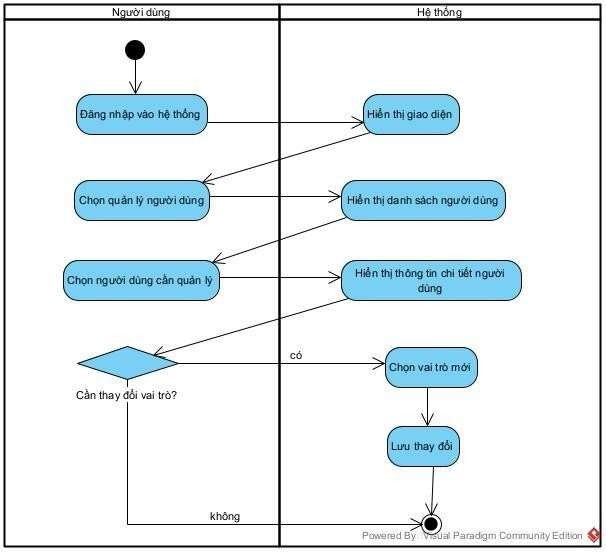 Người dùng
Hệ thống
Đăng nhập vào hệ thống
Hiển thị giao diện
Chọn quản lý người dùng
Hiển thị danh sách người dùng
Chọn người dùng cần quản lý
Hiển thị thông tin chi tiết người
dùng
có
Chọn vai trò mới
Cần thay đổi vai trò?
Lưu thay đổi
không
Powered By Visual Paradigm Community Edition